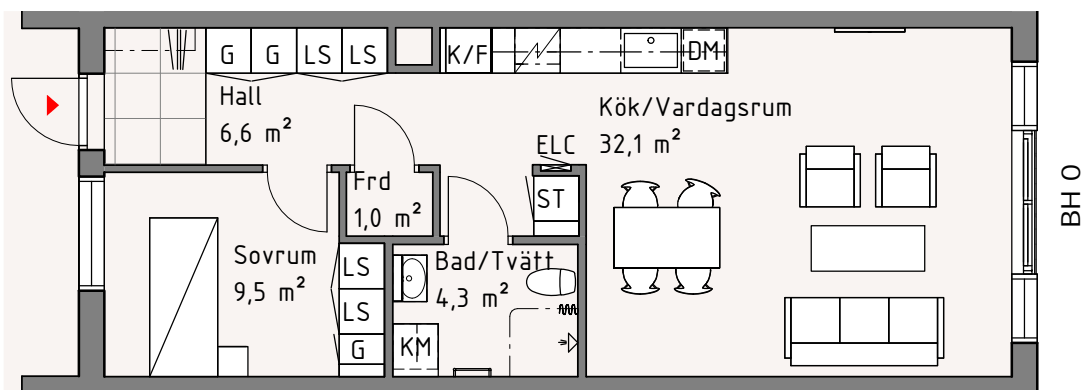 G G LS LS K/F DM
Hall
6,6 m²
Kök/Vardagsrum
32,1 m²
ELC
Frd
1,0 m²
ST
BH 0
Sovrum
9,5 m²
LS
LS
G
Bad/Tvätt
4,3 m²
KM